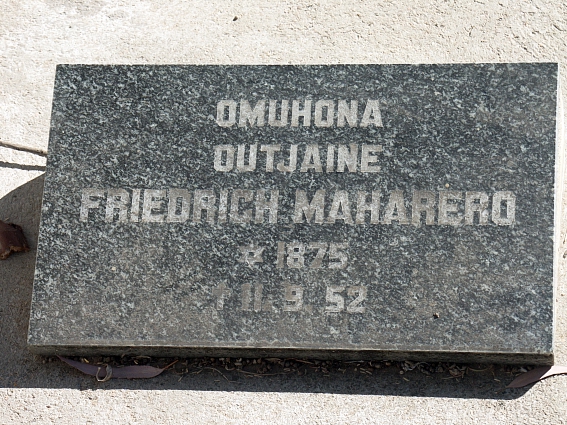 OMUHONA
OUTJAINE
FRIEDRICH MAHARERO
* 1875
† 11. 9. 52